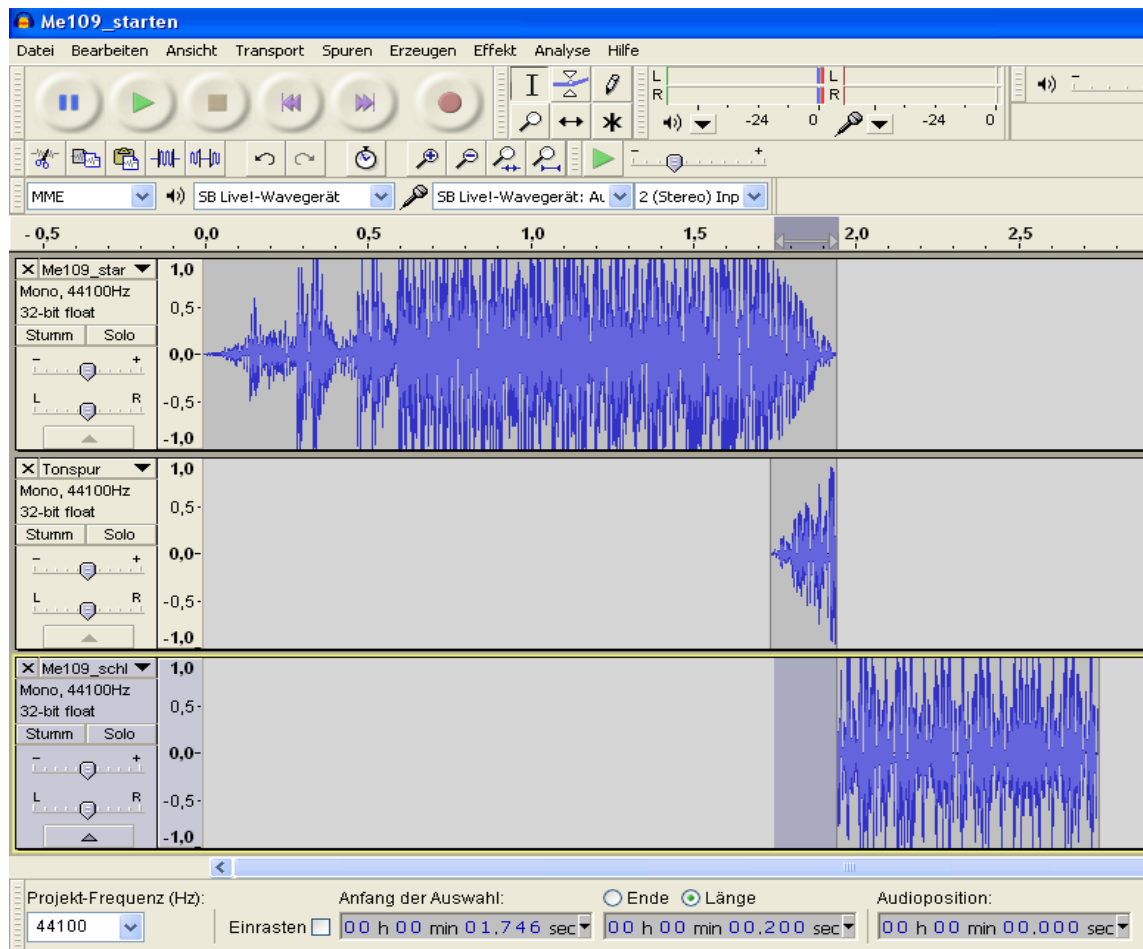 Me109_starten
Datei Bearbeiten Ansicht Transport Spuren Erzeugen Effekt Analyse Hilfe
L L
R R
-24 0 -24 0
- +
MME SB Live!-Wavegerät SB Live!-Wavegerät: Au 2 (Stereo) Inp
- 0,5 0,0 0,5 1,0 1,5 2,0 2,5
Me109_star 1,0
Mono, 44100Hz
32-bit float 0,5-
Stumm Solo
- + 0,0-
L R -0,5-
-1,0
Tonspur 1,0
Mono, 44100Hz
32-bit float 0,5-
Stumm Solo
- + 0,0-
L R -0,5-
-1,0
Me109_schl 1,0
Mono, 44100Hz
32-bit float 0,5-
Stumm Solo
- + 0,0-
L R -0,5-
-1,0
Projekt-Frequenz (Hz): Anfang der Auswahl: Ende Länge Audioposition:
44100 Einrasten 00 h 00 min 01,746 sec 00 h 00 min 00,200 sec 00 h 00 min 00,000 sec